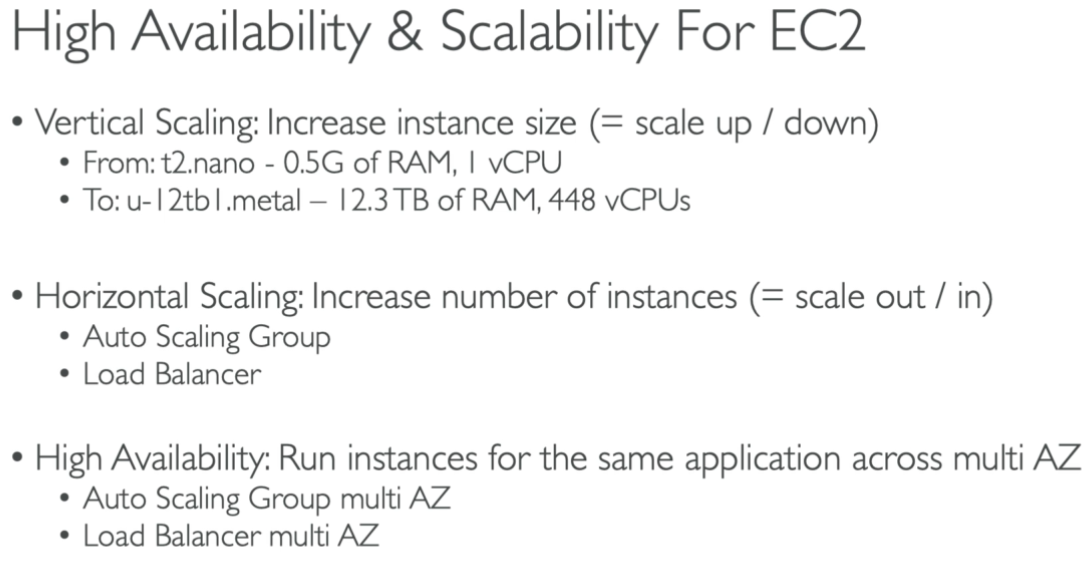 High Availability & Scalability For EC2
• Vertical Scaling: Increase instance size (= scale up / down)
• From: t2.nano - 0.5G of RAM, 1 vCPU
• To: u-12tb1.metal – 12.3 TB of RAM, 448 vCPUs
• Horizontal Scaling: Increase number of instances (= scale out / in)
• Auto Scaling Group
• Load Balancer
• High Availability: Run instances for the same application across multi AZ
• Auto Scaling Group multi AZ
• Load Balancer multi AZ